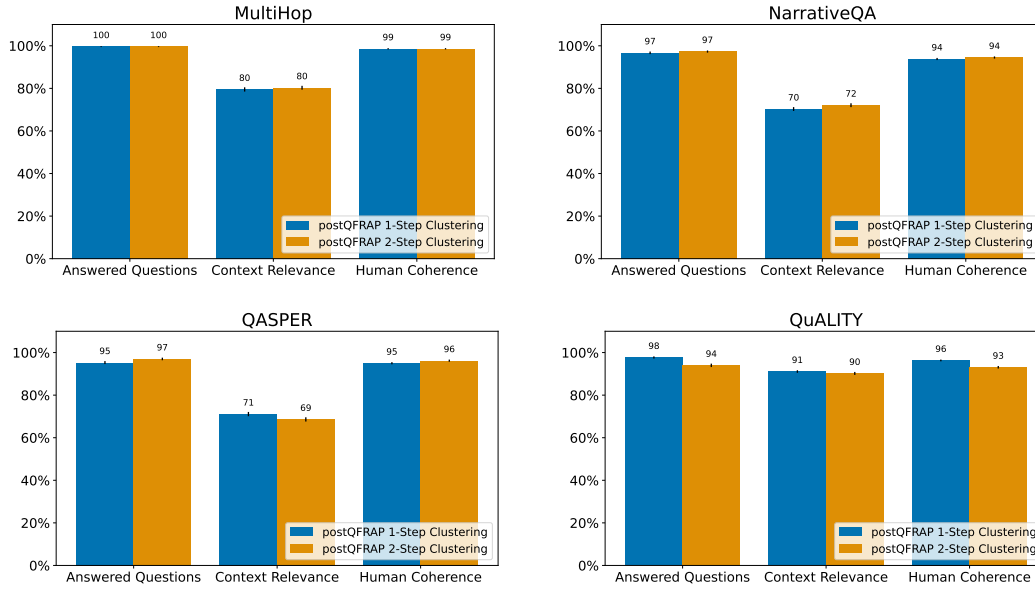 MultiHop
100%
80%
60%
40%
20%
0%
100 100
80 80
99 99
postQFRAP 1-Step Clustering
postQFRAP 2-Step Clustering
Answered Questions Context Relevance Human Coherence
NarrativeQA
100%
80%
60%
40%
20%
0%
97 97
70 72
94 94
postQFRAP 1-Step Clustering
postQFRAP 2-Step Clustering
Answered Questions Context Relevance Human Coherence
QASPER
100%
80%
60%
40%
20%
0%
95 97
71 69
95 96
postQFRAP 1-Step Clustering
postQFRAP 2-Step Clustering
Answered Questions Context Relevance Human Coherence
QuALITY
100%
80%
60%
40%
20%
0%
98 94
91 90
96 93
postQFRAP 1-Step Clustering
postQFRAP 2-Step Clustering
Answered Questions Context Relevance Human Coherence